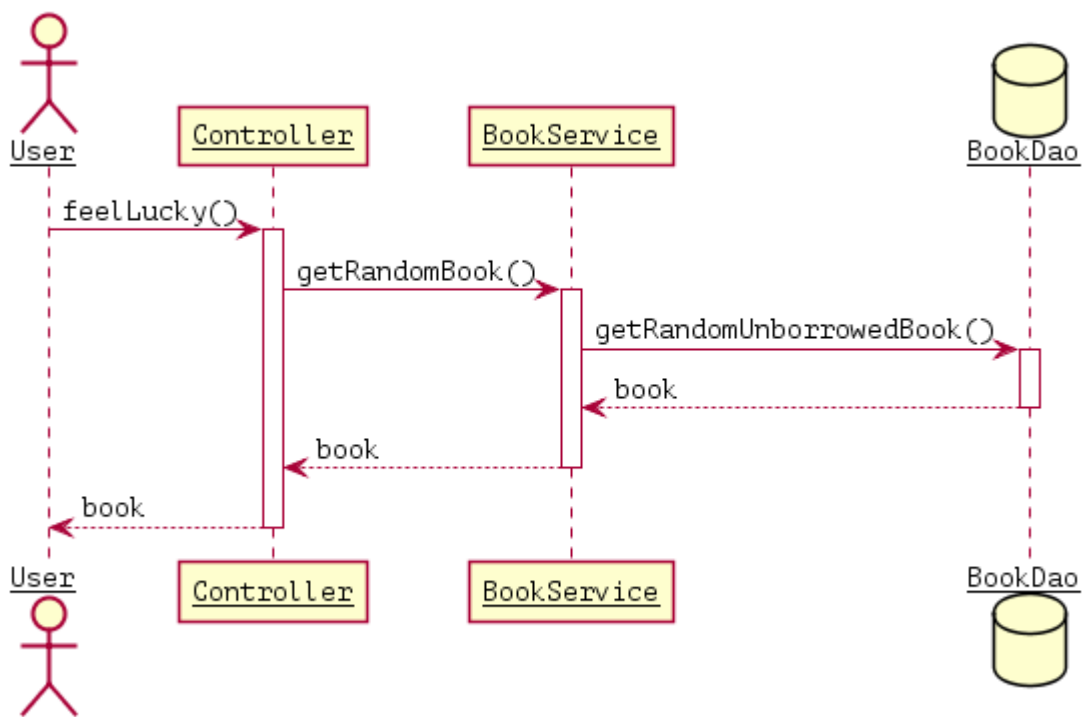 User
Controller
BookService
BookDao
feelLucky()
getRandomBook()
getRandomUnborrowedBook()
book
book
book
User
Controller
BookService
BookDao